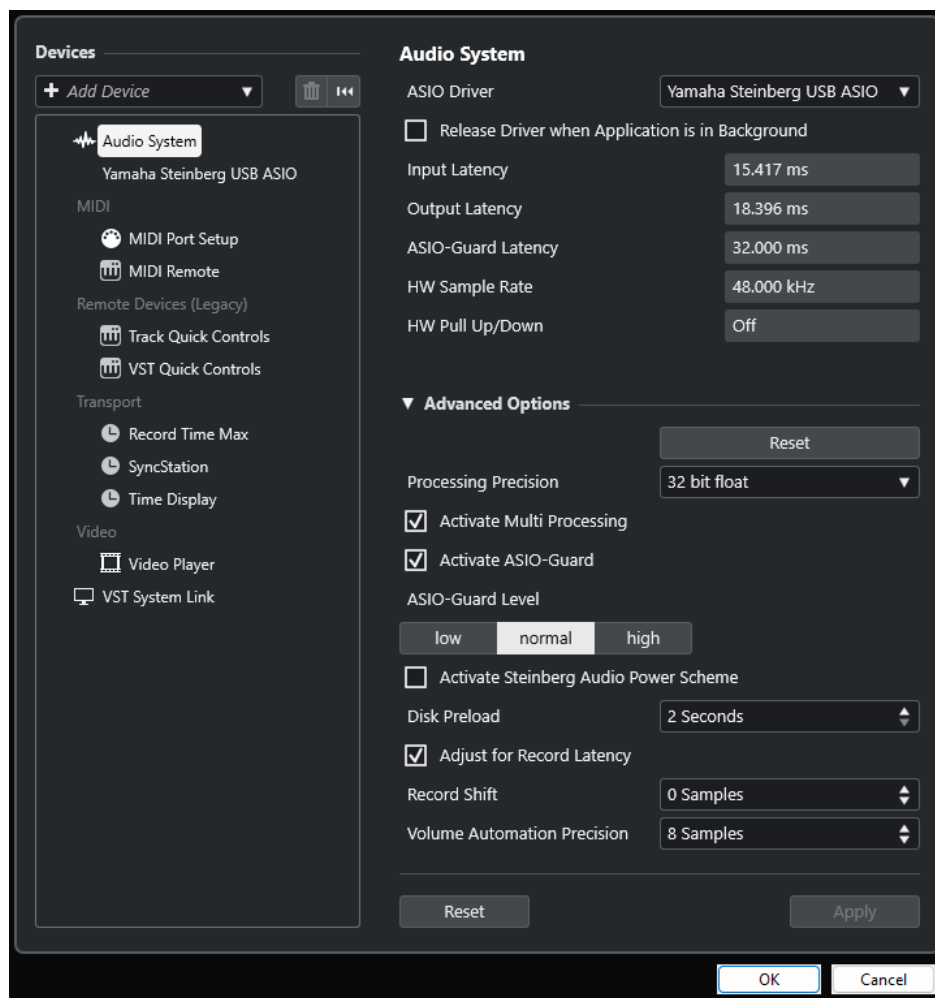 Devices
Add Device
Audio System
Yamaha Steinberg USB ASIO
MIDI
MIDI Port Setup
MIDI Remote
Remote Devices (Legacy)
Track Quick Controls
VST Quick Controls
Transport
Record Time Max
SyncStation
Time Display
Video
Video Player
VST System Link
Audio System
ASIO Driver Yamaha Steinberg USB ASIO
Release Driver when Application is in Background
Input Latency 15.417 ms
Output Latency 18.396 ms
ASIO-Guard Latency 32.000 ms
HW Sample Rate 48.000 kHz
HW Pull Up/Down Off
Advanced Options
Reset
Processing Precision 32 bit float
Activate Multi Processing
Activate ASIO-Guard
ASIO-Guard Level
low normal high
Activate Steinberg Audio Power Scheme
Disk Preload 2 Seconds
Adjust for Record Latency
Record Shift 0 Samples
Volume Automation Precision 8 Samples
Reset Apply
OK Cancel